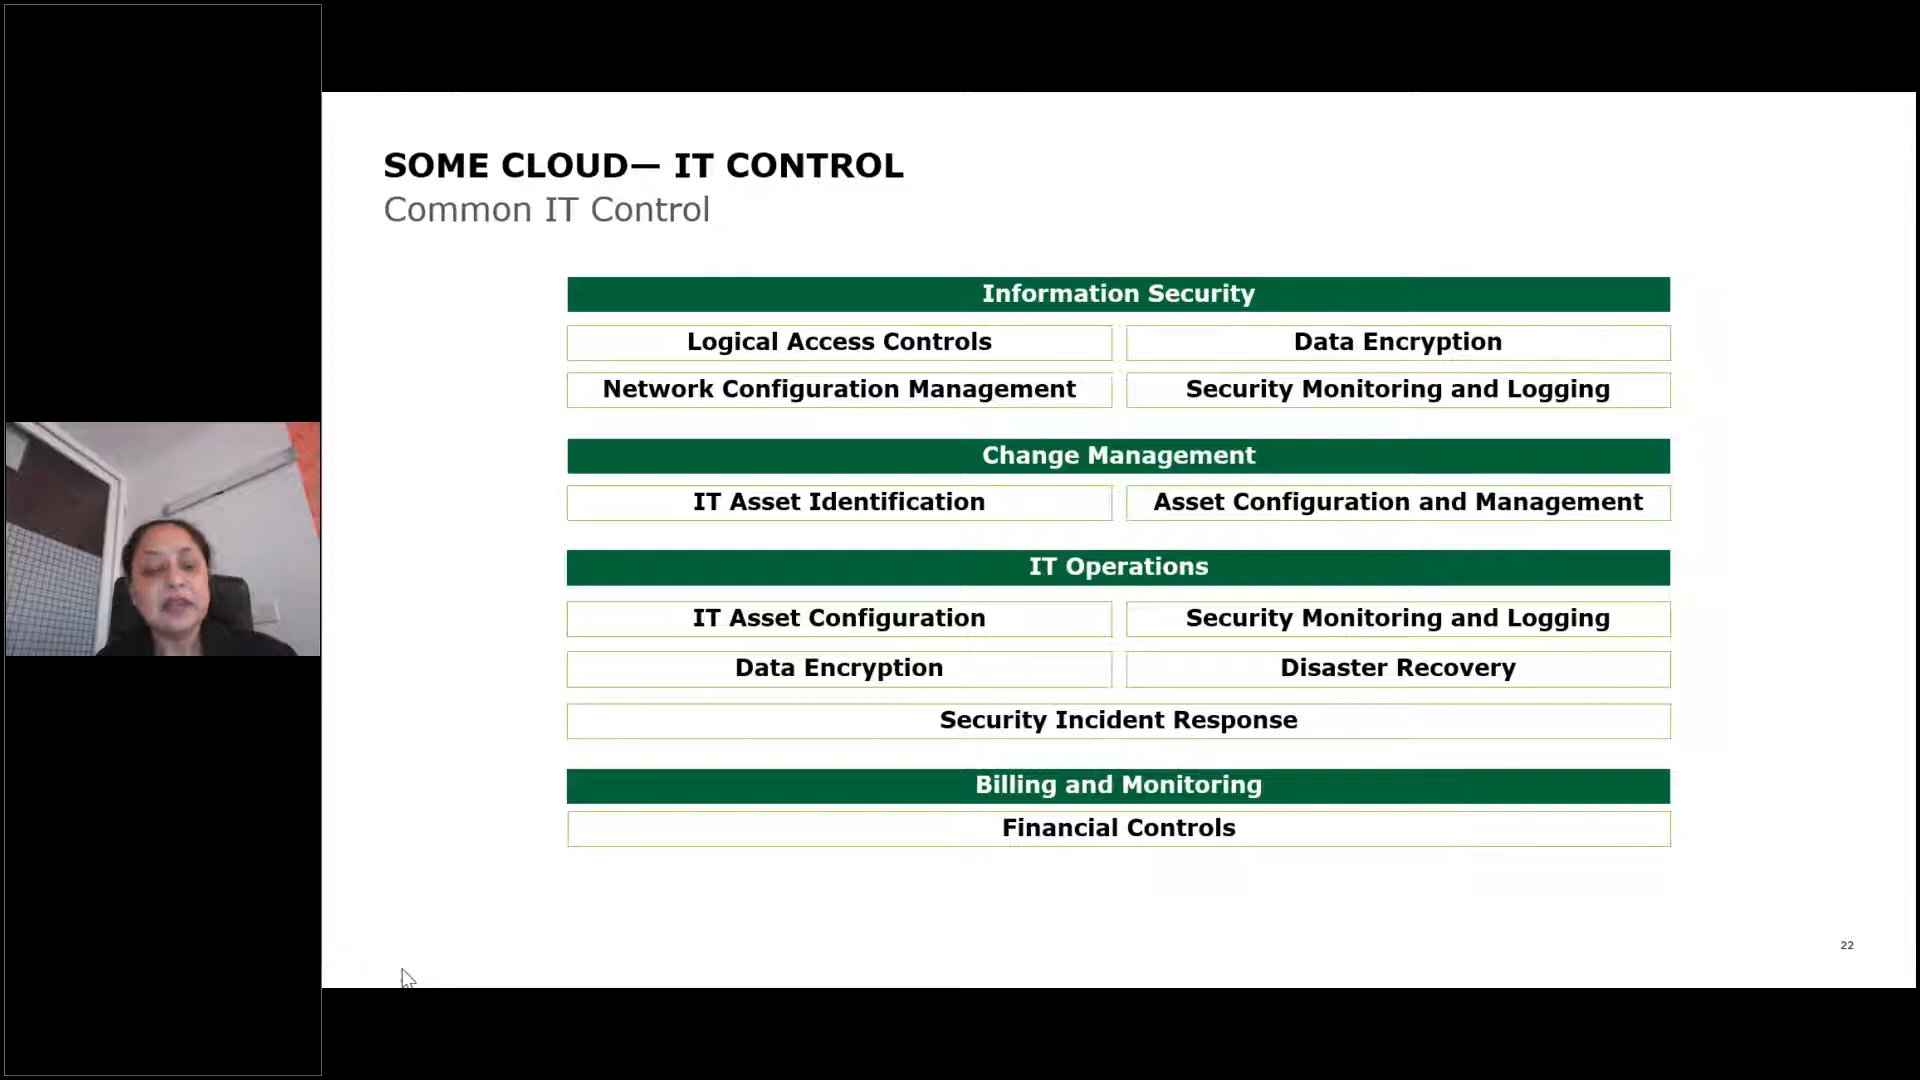 SOME CLOUD— IT CONTROL
Common IT Control
Information Security
Logical Access Controls
Data Encryption
Network Configuration Management
Security Monitoring and Logging
Change Management
IT Asset Identification
Asset Configuration and Management
IT Operations
IT Asset Configuration
Security Monitoring and Logging
Data Encryption
Disaster Recovery
Security Incident Response
Billing and Monitoring
Financial Controls
22